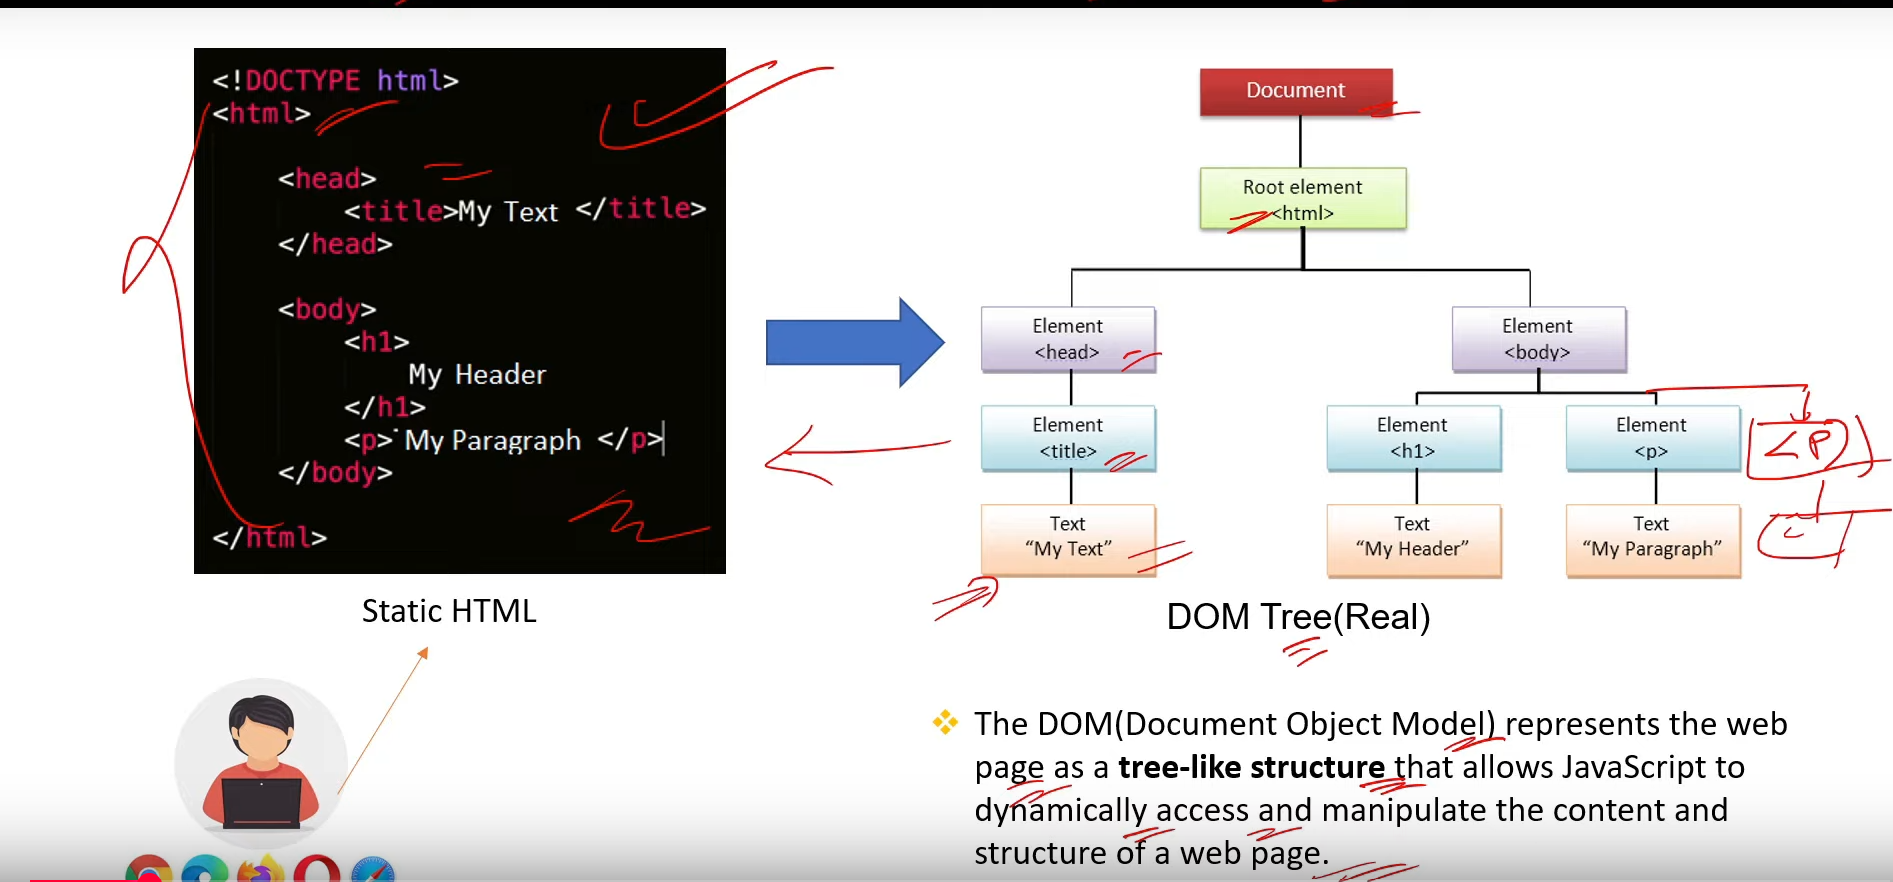 <!DOCTYPE html>
<html>
<head>
<title>My Text </title>
</head>
<body>
<h1>
My Header
</h1>
<p> My Paragraph </p>
</body>
</html>
Static HTML
Document
Root element
<html>
Element
<head>
Element
<body>
Element
<title>
Element
<h1>
Element
<p>
<p>
Text
“My Text”
Text
“My Header”
Text
“My Paragraph”
DOM Tree(Real)
The DOM(Document Object Model) represents the web
page as a tree-like structure that allows JavaScript to
dynamically access and manipulate the content and
structure of a web page.